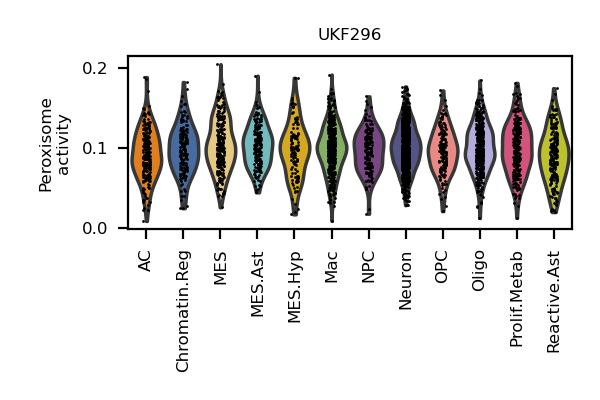 UKF296
Peroxisome
activity
0.2
0.1
0.0
AC
Chromatin.Reg
MES
MES.Ast
MES.Hyp
Mac
NPC
Neuron
OPC
Oligo
Prolif.Metab
Reactive.Ast